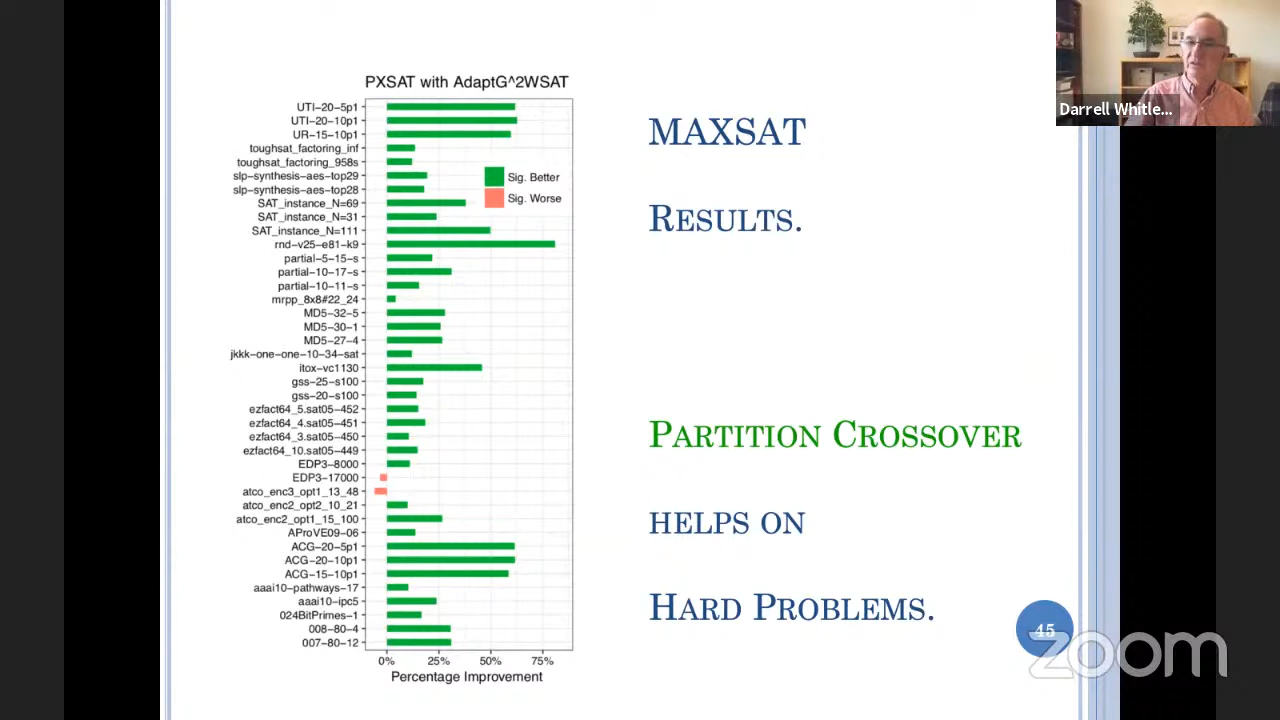 PXSAT with AdaptG^2WSAT
UTI-20-5p1
UTI-20-10p1
UR-15-10p1
toughsat_factoring_inf
toughsat_factoring_958s
slp-synthesis-aes-top29
slp-synthesis-aes-top28
SAT_instance_N=69
SAT_instance_N=31
SAT_instance_N=111
rnd-v25-e81-k9
partial-5-15-s
partial-10-17-s
partial-10-11-s
mrpp_8x8#22_24
MD5-32-5
MD5-30-1
MD5-27-4
jkkk-one-one-10-34-sat
itox-vc1130
gss-25-s100
gss-20-s100
ezfact64_5.sat05-452
ezfact64_4.sat05-451
ezfact64_3.sat05-450
ezfact64_10.sat05-449
EDP3-8000
EDP3-17000
atco_enc3_opt1_13_48
atco_enc2_opt2_10_21
atco_enc2_opt1_15_100
AProVE09-06
ACG-20-5p1
ACG-20-10p1
ACG-15-10p1
aaai10-pathways-17
aaai10-ipc5
024BitPrimes-1
008-80-4
007-80-12
0% 25% 50% 75%
Percentage Improvement
Sig. Better
Sig. Worse
MAXSAT
RESULTS.
PARTITION CROSSOVER
HELPS ON
HARD PROBLEMS.
45
Darrell Whitle...
zoom